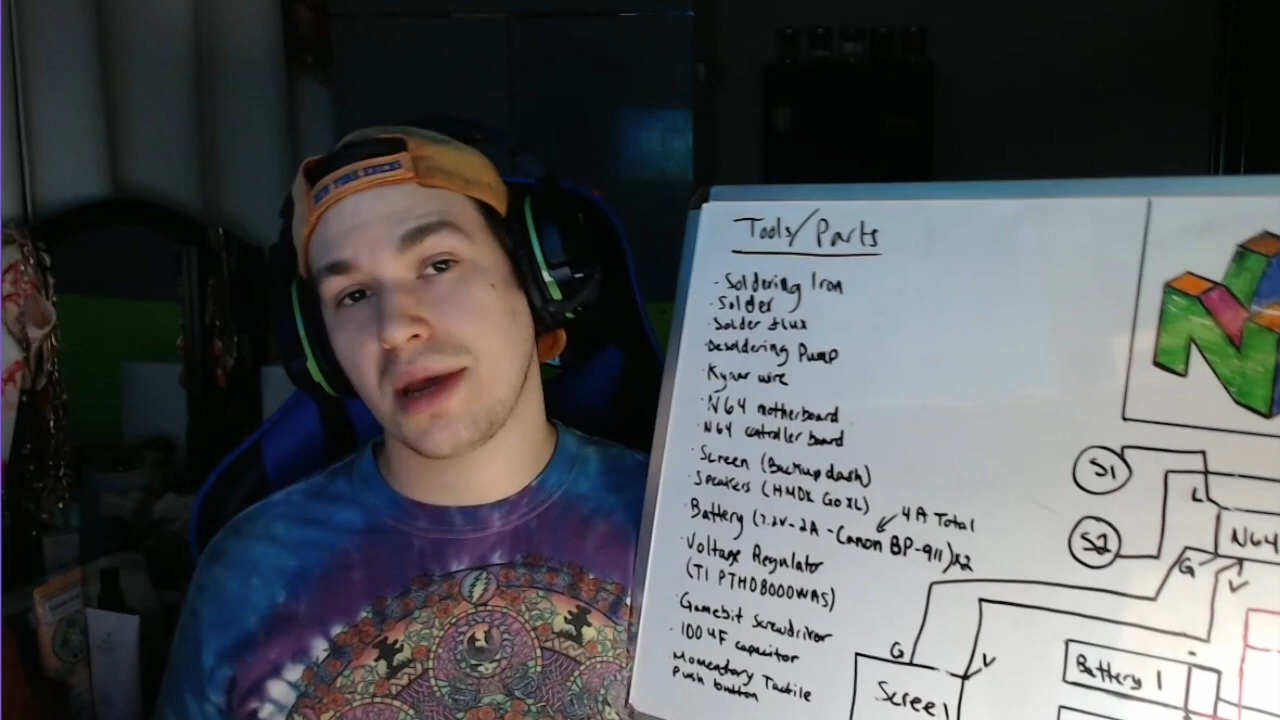 Tools/Parts
- Soldering Iron
- Solder
- Solder flux
- Desoldering Pump
- Kynar wire
- N64 motherboard
- N64 controller board
- Screen (Backup dash)
- Speakers (HMDX GoXL)
4A Total
- Battery (7.2V-2A-Canon BP-911)x2
- Voltage Regulator
(TI PTH08000WAS)
- Gamebit Screwdriver
- 100uF capacitor
- Momentary Tactile
Push button
S1
L
S2
N64
G
V
G
V
Battery 1
Screen